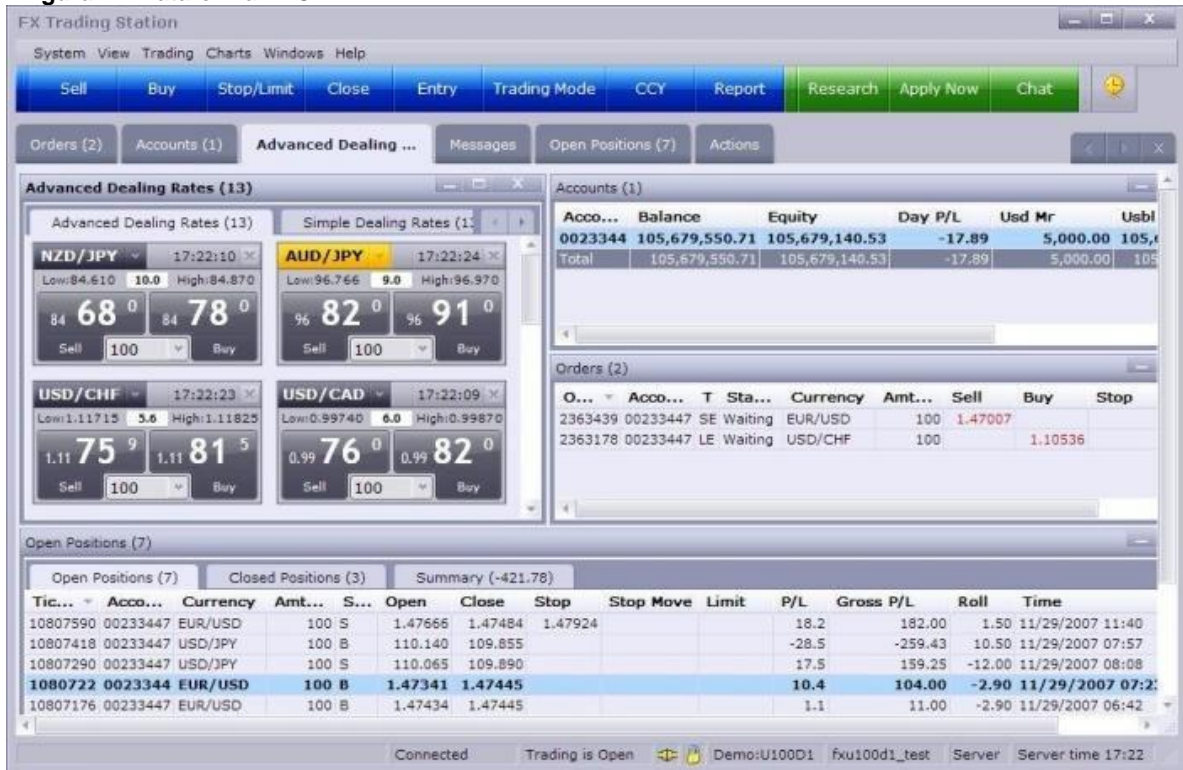 FX Trading Station
System View Trading Charts Windows Help
Sell Buy Stop/Limit Close Entry Trading Mode CCY Report Research Apply Now Chat
Orders (2) Accounts (1) Advanced Dealing ... Messages Open Positions (7) Actions
Advanced Dealing Rates (13)
Advanced Dealing Rates (13) Simple Dealing Rates (1
NZD/JPY 17:22:10 AUD/JPY 17:22:24
Low:84.610 10.0 High:84.870 Low:96.766 9.0 High:96.970
84 68 0 84 78 0 96 82 0 96 91 0
Sell 100 Buy Sell 100 Buy
USD/CHF 17:22:23 USD/CAD 17:22:09
Low:1.11715 5.6 High:1.11825 Low:0.99740 6.0 High:0.99870
1.11 75 9 1.11 81 5 0.99 76 0 0.99 82 0
Sell 100 Buy Sell 100 Buy
Accounts (1)
Acco... Balance Equity Day P/L Usd Mr Usbl
0023344 105,679,550.71 105,679,140.53 -17.89 5,000.00 105,
Total 105,679,550.71 105,679,140.53 -17.89 5,000.00 105
Orders (2)
O... Acco... T Sta... Currency Amt... Sell Buy Stop
2363439 00233447 SE Waiting EUR/USD 100 1.47007
2363178 00233447 LE Waiting USD/CHF 100 1.10536
Open Positions (7)
Open Positions (7) Closed Positions (3) Summary (-421.78)
Tic... Acco... Currency Amt... S... Open Close Stop Stop Move Limit P/L Gross P/L Roll Time
10807590 00233447 EUR/USD 100 S 1.47666 1.47484 1.47924 18.2 182.00 1.50 11/29/2007 11:40
10807418 00233447 USD/JPY 100 B 110.140 109.855 -28.5 -259.43 10.50 11/29/2007 07:57
10807290 00233447 USD/JPY 100 S 110.065 109.890 17.5 159.25 -12.00 11/29/2007 08:08
1080722 0023344 EUR/USD 100 B 1.47341 1.47445 10.4 104.00 -2.90 11/29/2007 07:2
10807176 00233447 EUR/USD 100 B 1.47434 1.47445 1.1 11.00 -2.90 11/29/2007 06:42
Connected Trading is Open Demo:U100D1 fxu100d1_test Server Server time 17:22